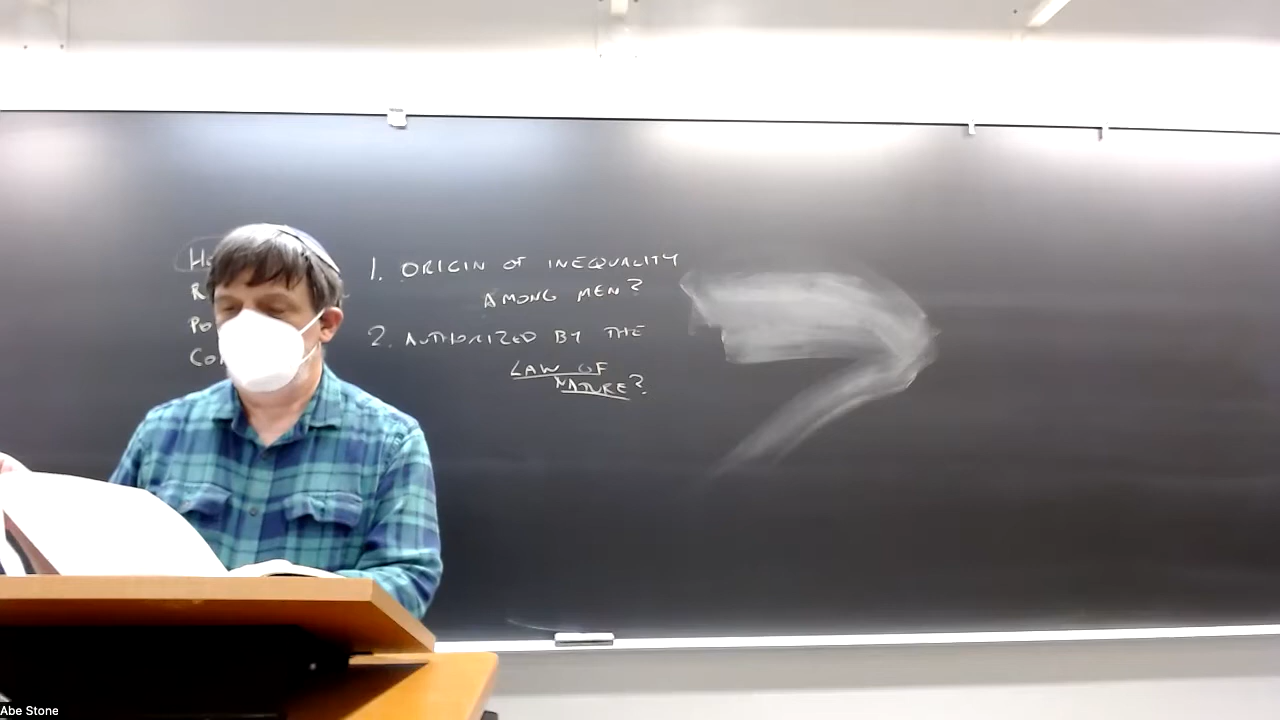 1. ORIGIN OF INEQUALITY
AMONG MEN?
2. AUTHORIZED BY THE
LAW OF
NATURE?
Abe Stone